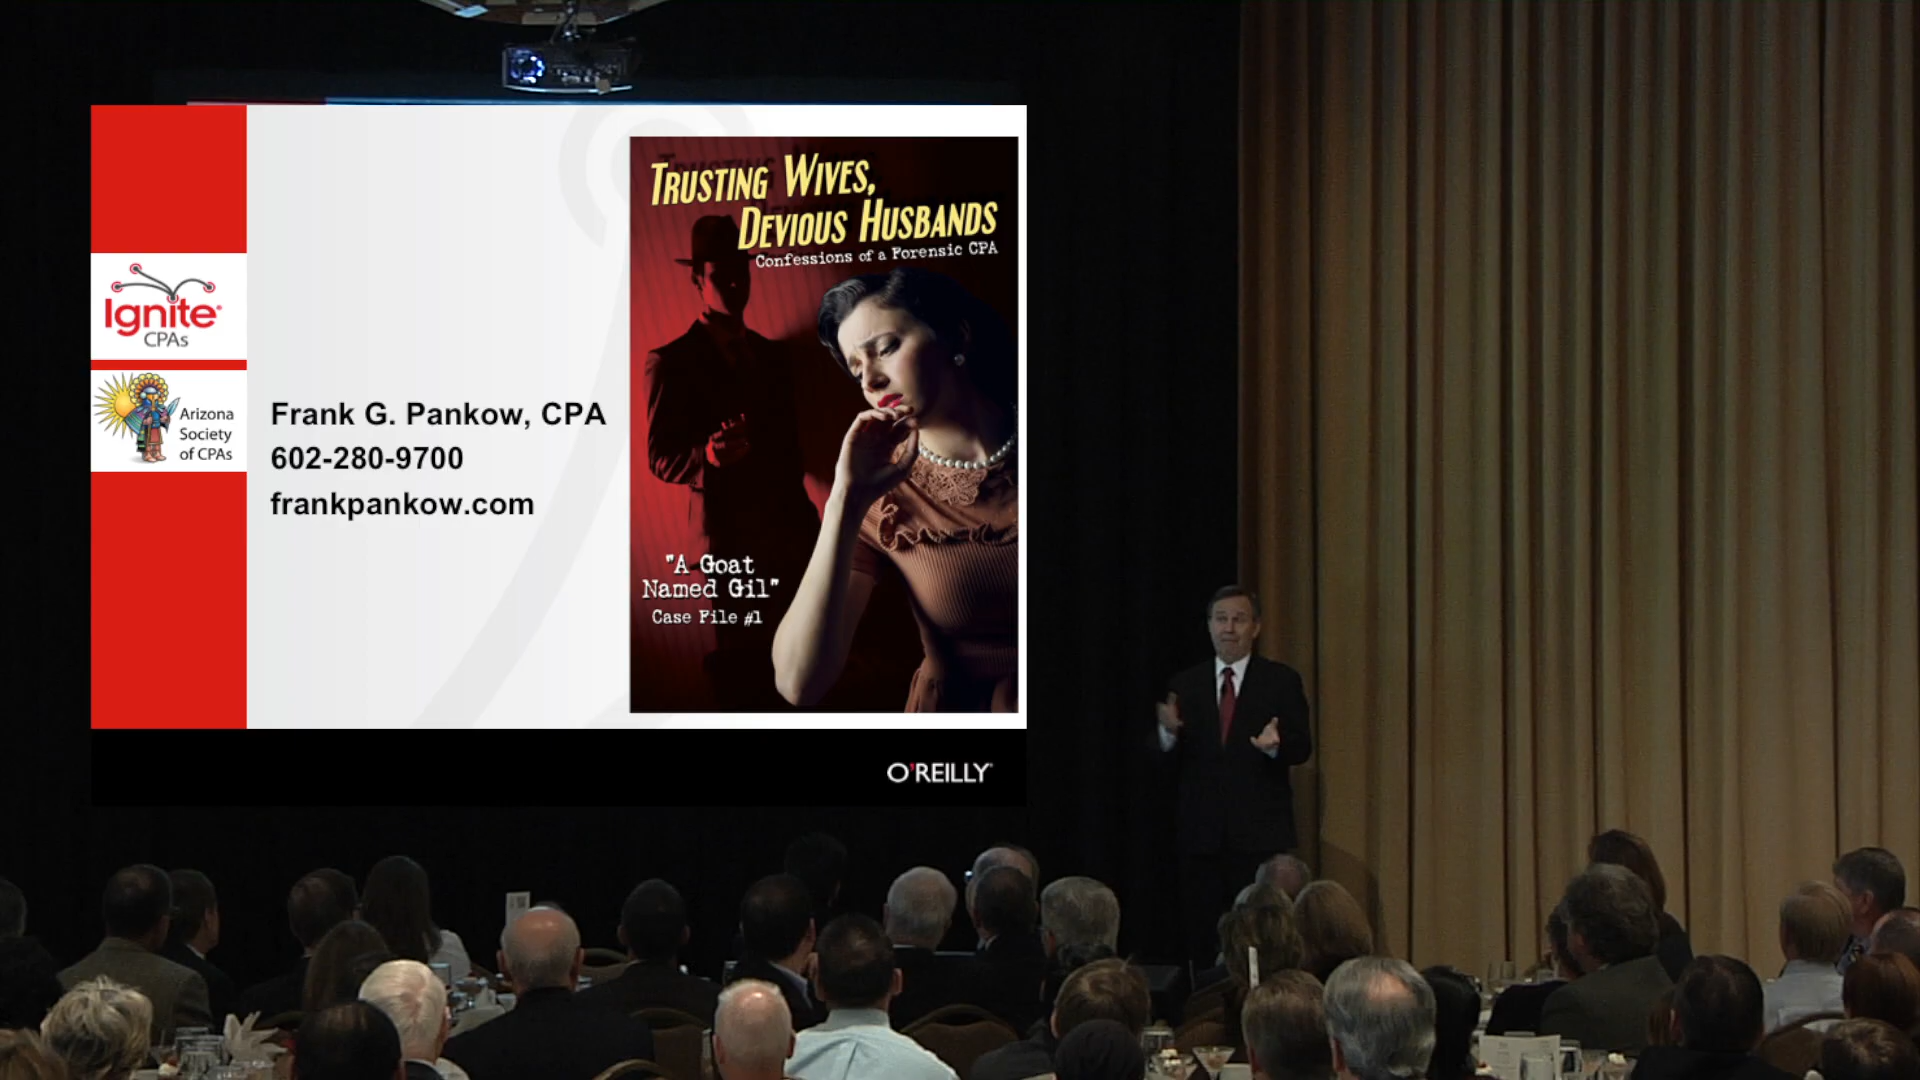 Ignite
CPAs
Arizona
Society
of CPAs
Frank G. Pankow, CPA
602-280-9700
frankpankow.com
TRUSTING WIVES,
DEVIOUS HUSBANDS
Confessions of a Forensic CPA
"A Goat
Named Gil"
Case File #1
O'REILLY